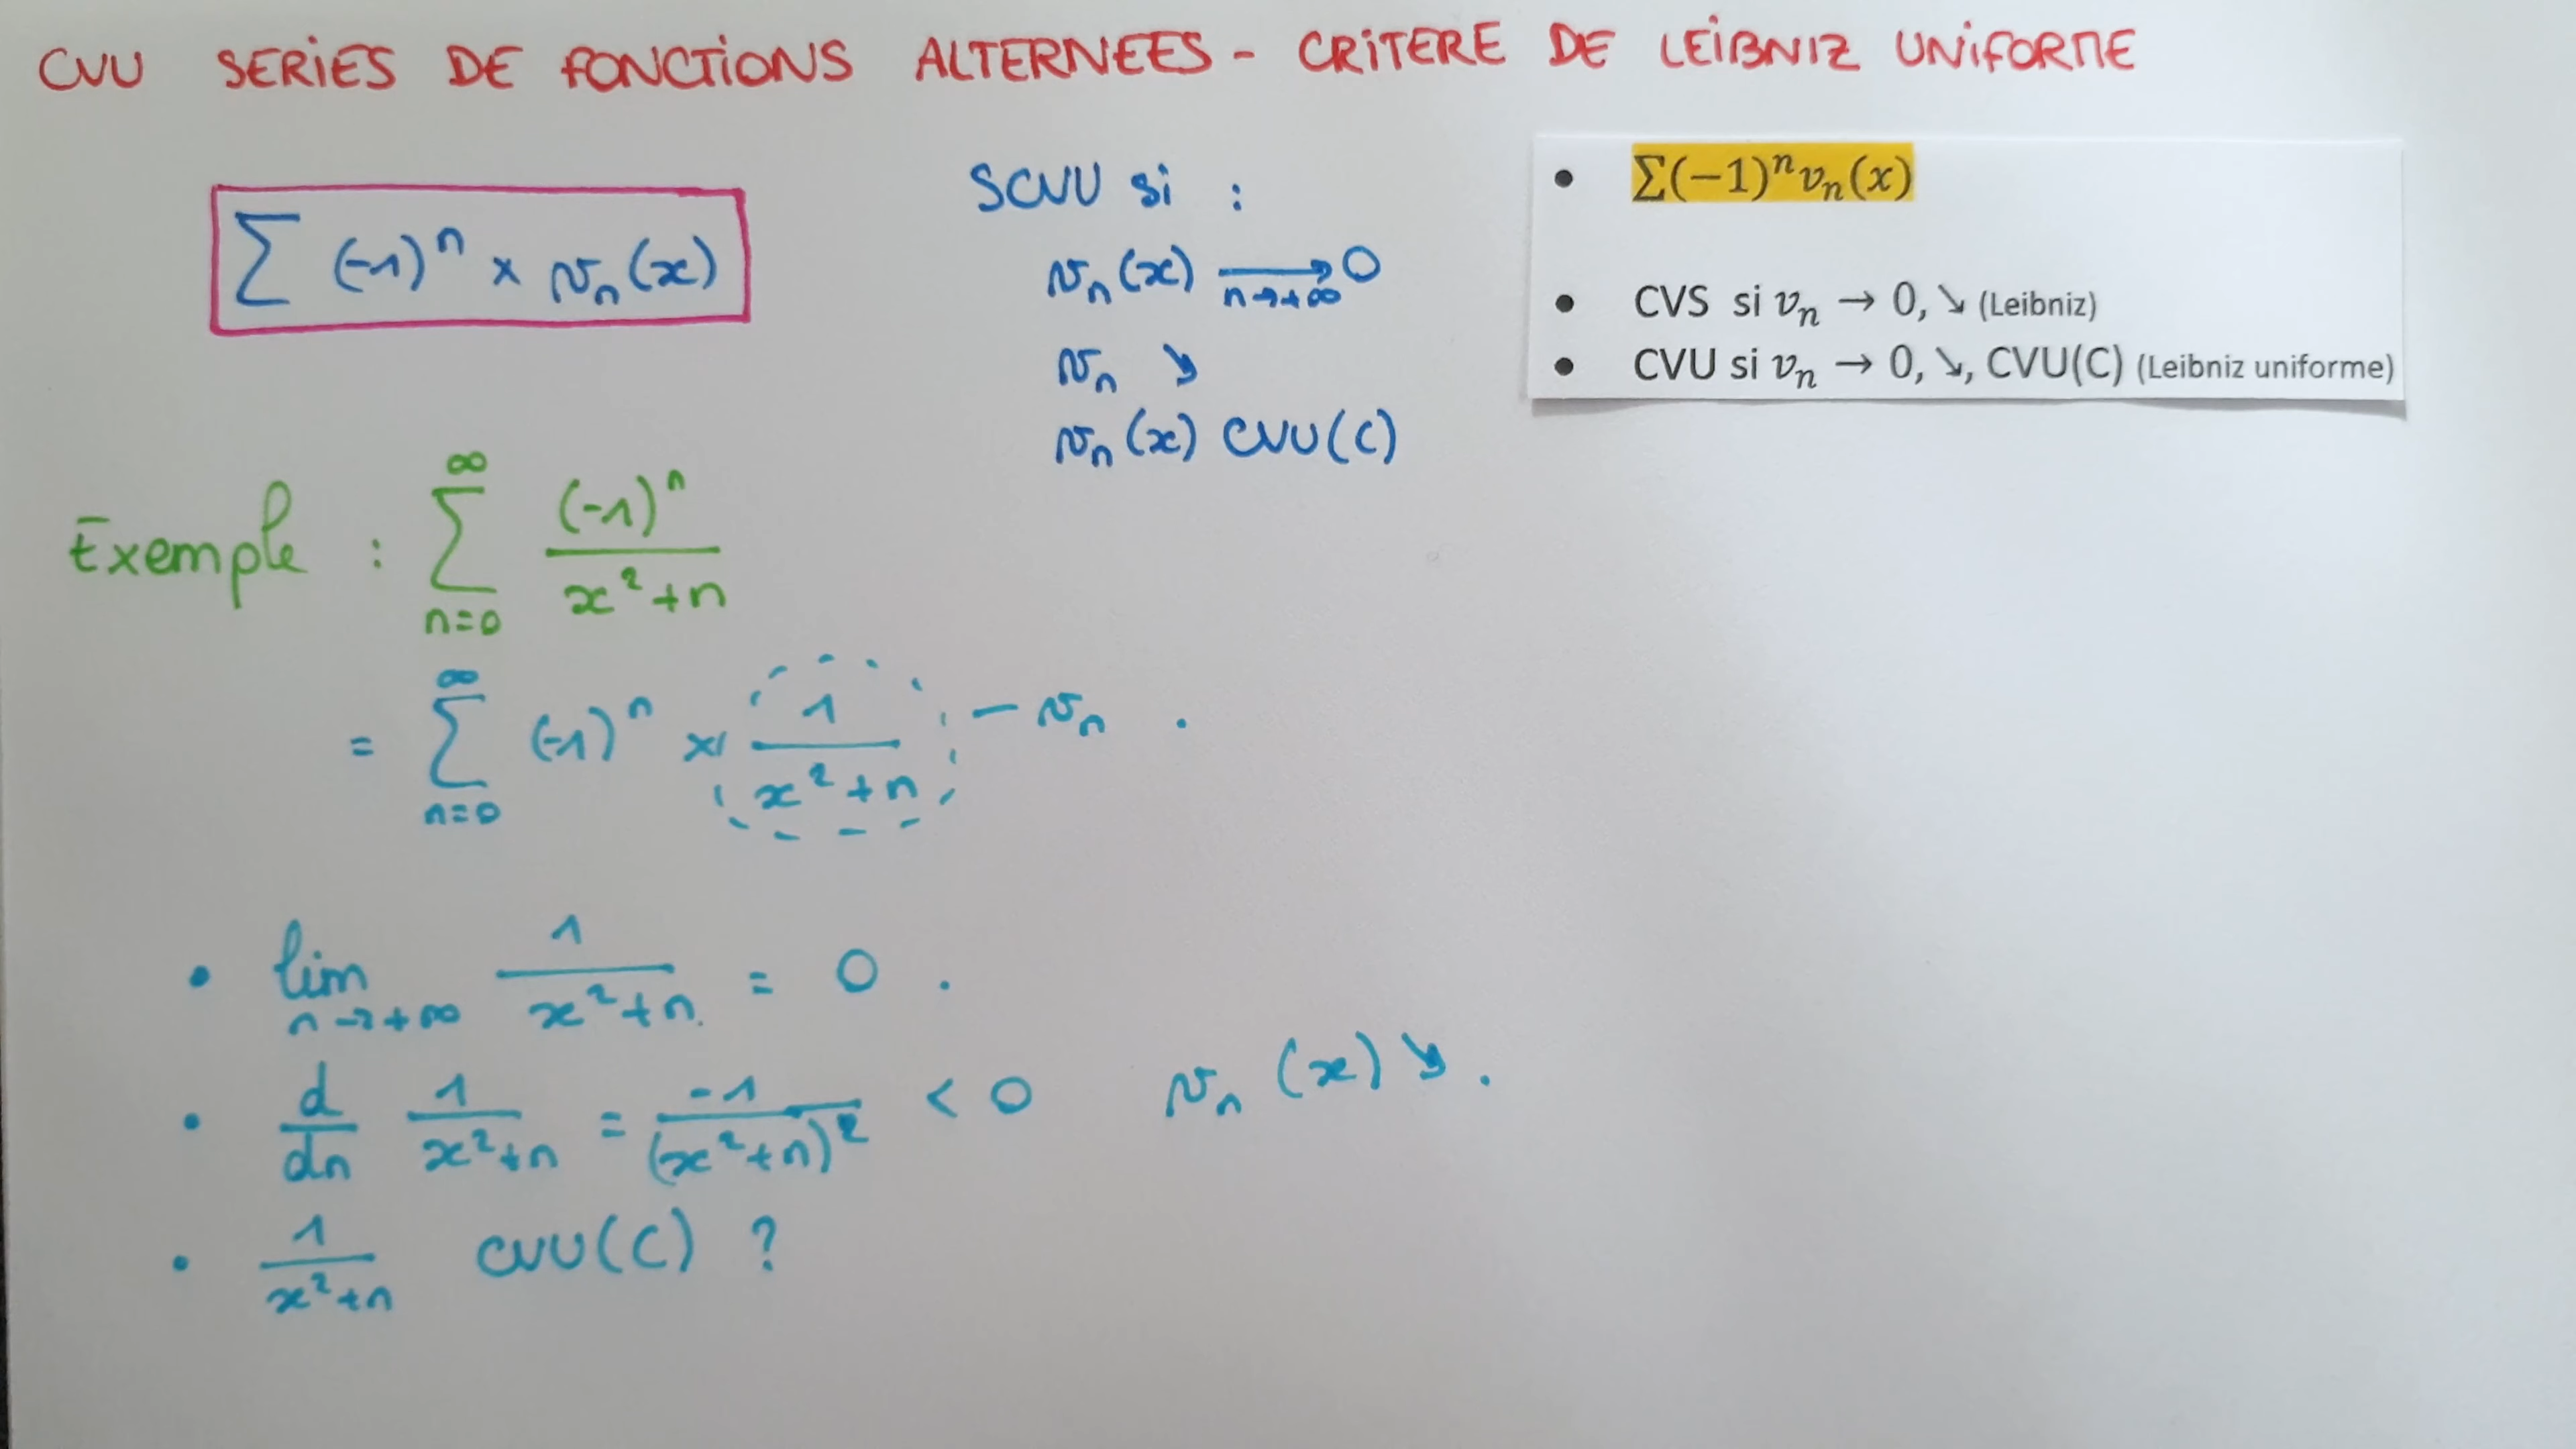 CVU SERIES DE FONCTIONS ALTERNEES - CRITERE DE LEIBNIZ UNIFORME
∑ (-1)^n × v_n(x)
SCVU si :
v_n(x) ⟶ 0
n→+∞
v_n ↘
v_n(x) CVU(C)
• ∑(−1)^n v_n(x)
• CVS si v_n → 0, ↘ (Leibniz)
• CVU si v_n → 0, ↘, CVU(C) (Leibniz uniforme)
Exemple : ∑_{n=0}^{∞} (-1)^n / (x²+n)
= ∑_{n=0}^{∞} (-1)^n × 1/(x²+n) — v_n .
• lim_{n→+∞} 1/(x²+n) = 0 .
• d/dn 1/(x²+n) = -1/(x²+n)² < 0 v_n(x) ↘ .
• 1/(x²+n) CVU(C) ?